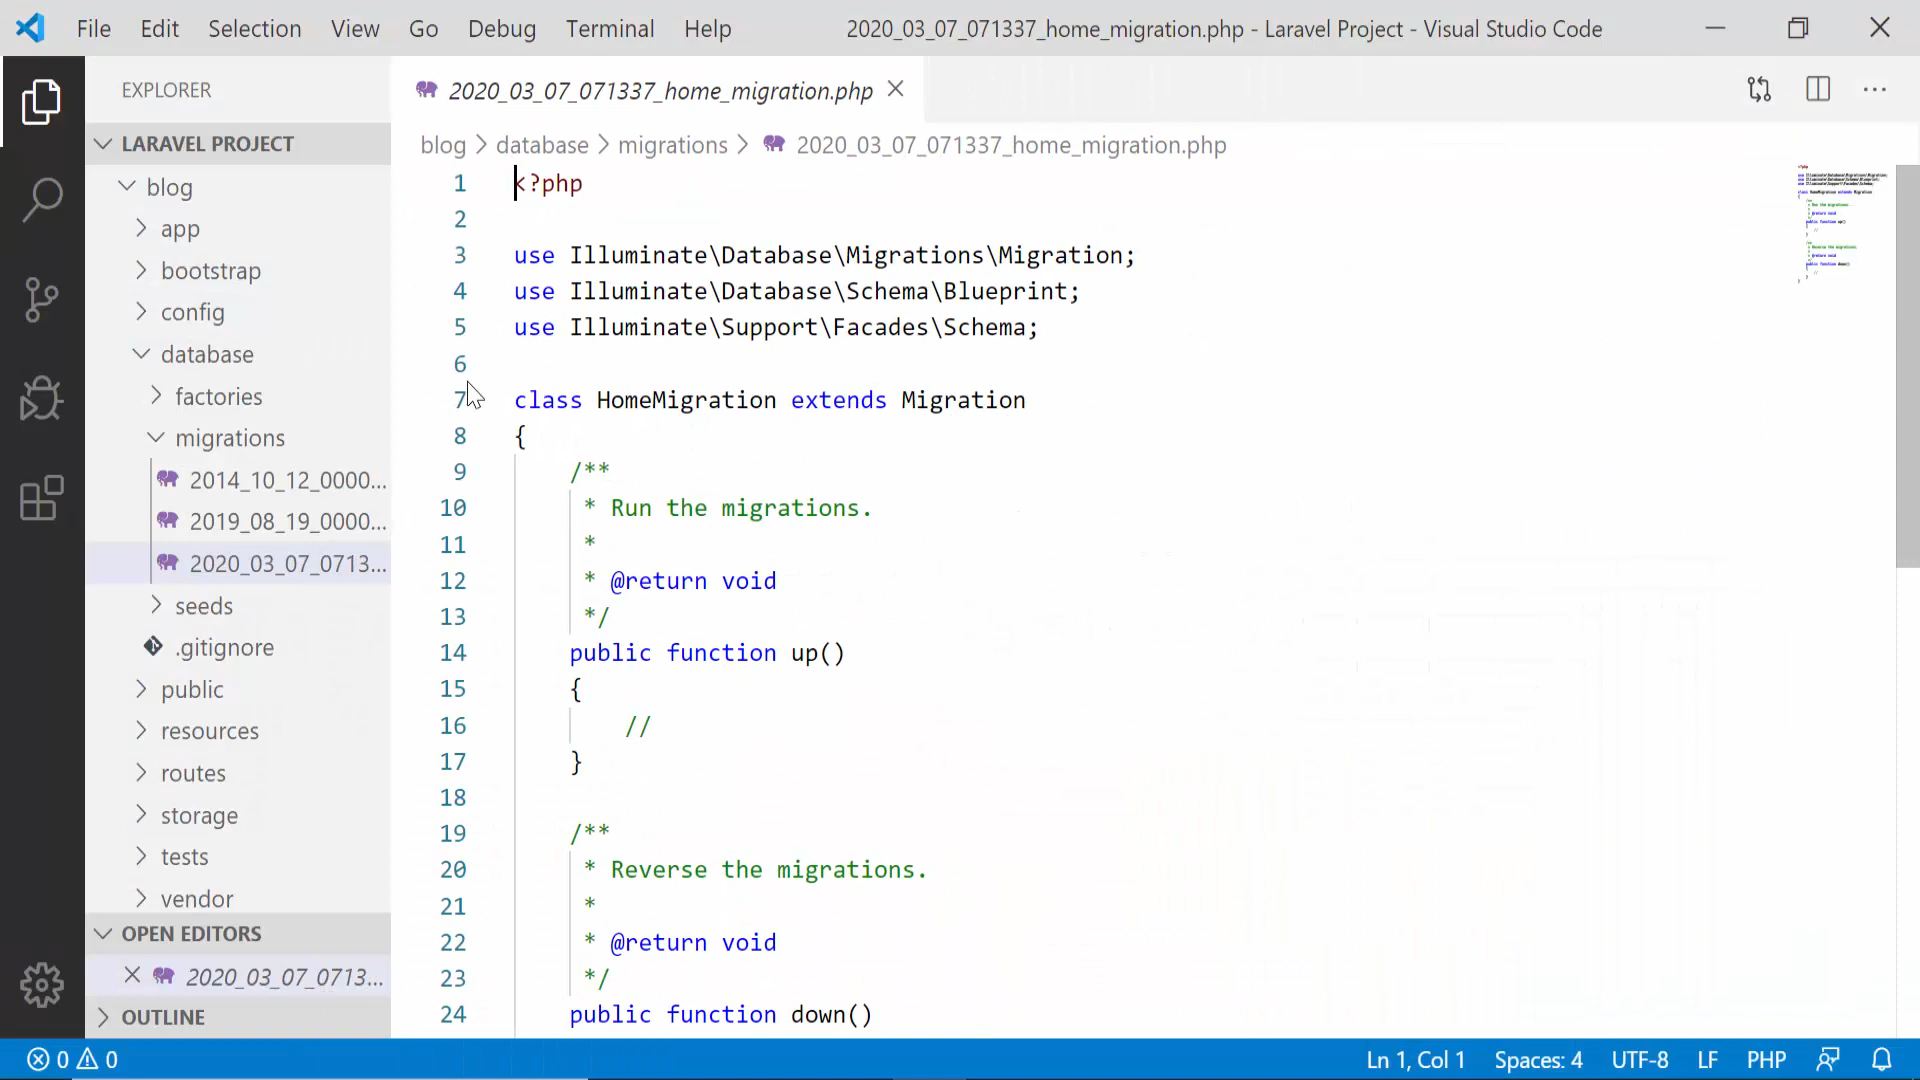 File Edit Selection View Go Debug Terminal Help 2020_03_07_071337_home_migration.php - Laravel Project - Visual Studio Code
EXPLORER
LARAVEL PROJECT
blog
app
bootstrap
config
database
factories
migrations
2014_10_12_0000...
2019_08_19_0000...
2020_03_07_0713...
seeds
.gitignore
public
resources
routes
storage
tests
vendor
OPEN EDITORS
2020_03_07_0713...
OUTLINE
2020_03_07_071337_home_migration.php
blog > database > migrations > 2020_03_07_071337_home_migration.php
1 <?php
2
3 use Illuminate\Database\Migrations\Migration;
4 use Illuminate\Database\Schema\Blueprint;
5 use Illuminate\Support\Facades\Schema;
6
7 class HomeMigration extends Migration
8 {
9 /**
10 * Run the migrations.
11 *
12 * @return void
13 */
14 public function up()
15 {
16 //
17 }
18
19 /**
20 * Reverse the migrations.
21 *
22 * @return void
23 */
24 public function down()
0 0 Ln 1, Col 1 Spaces: 4 UTF-8 LF PHP